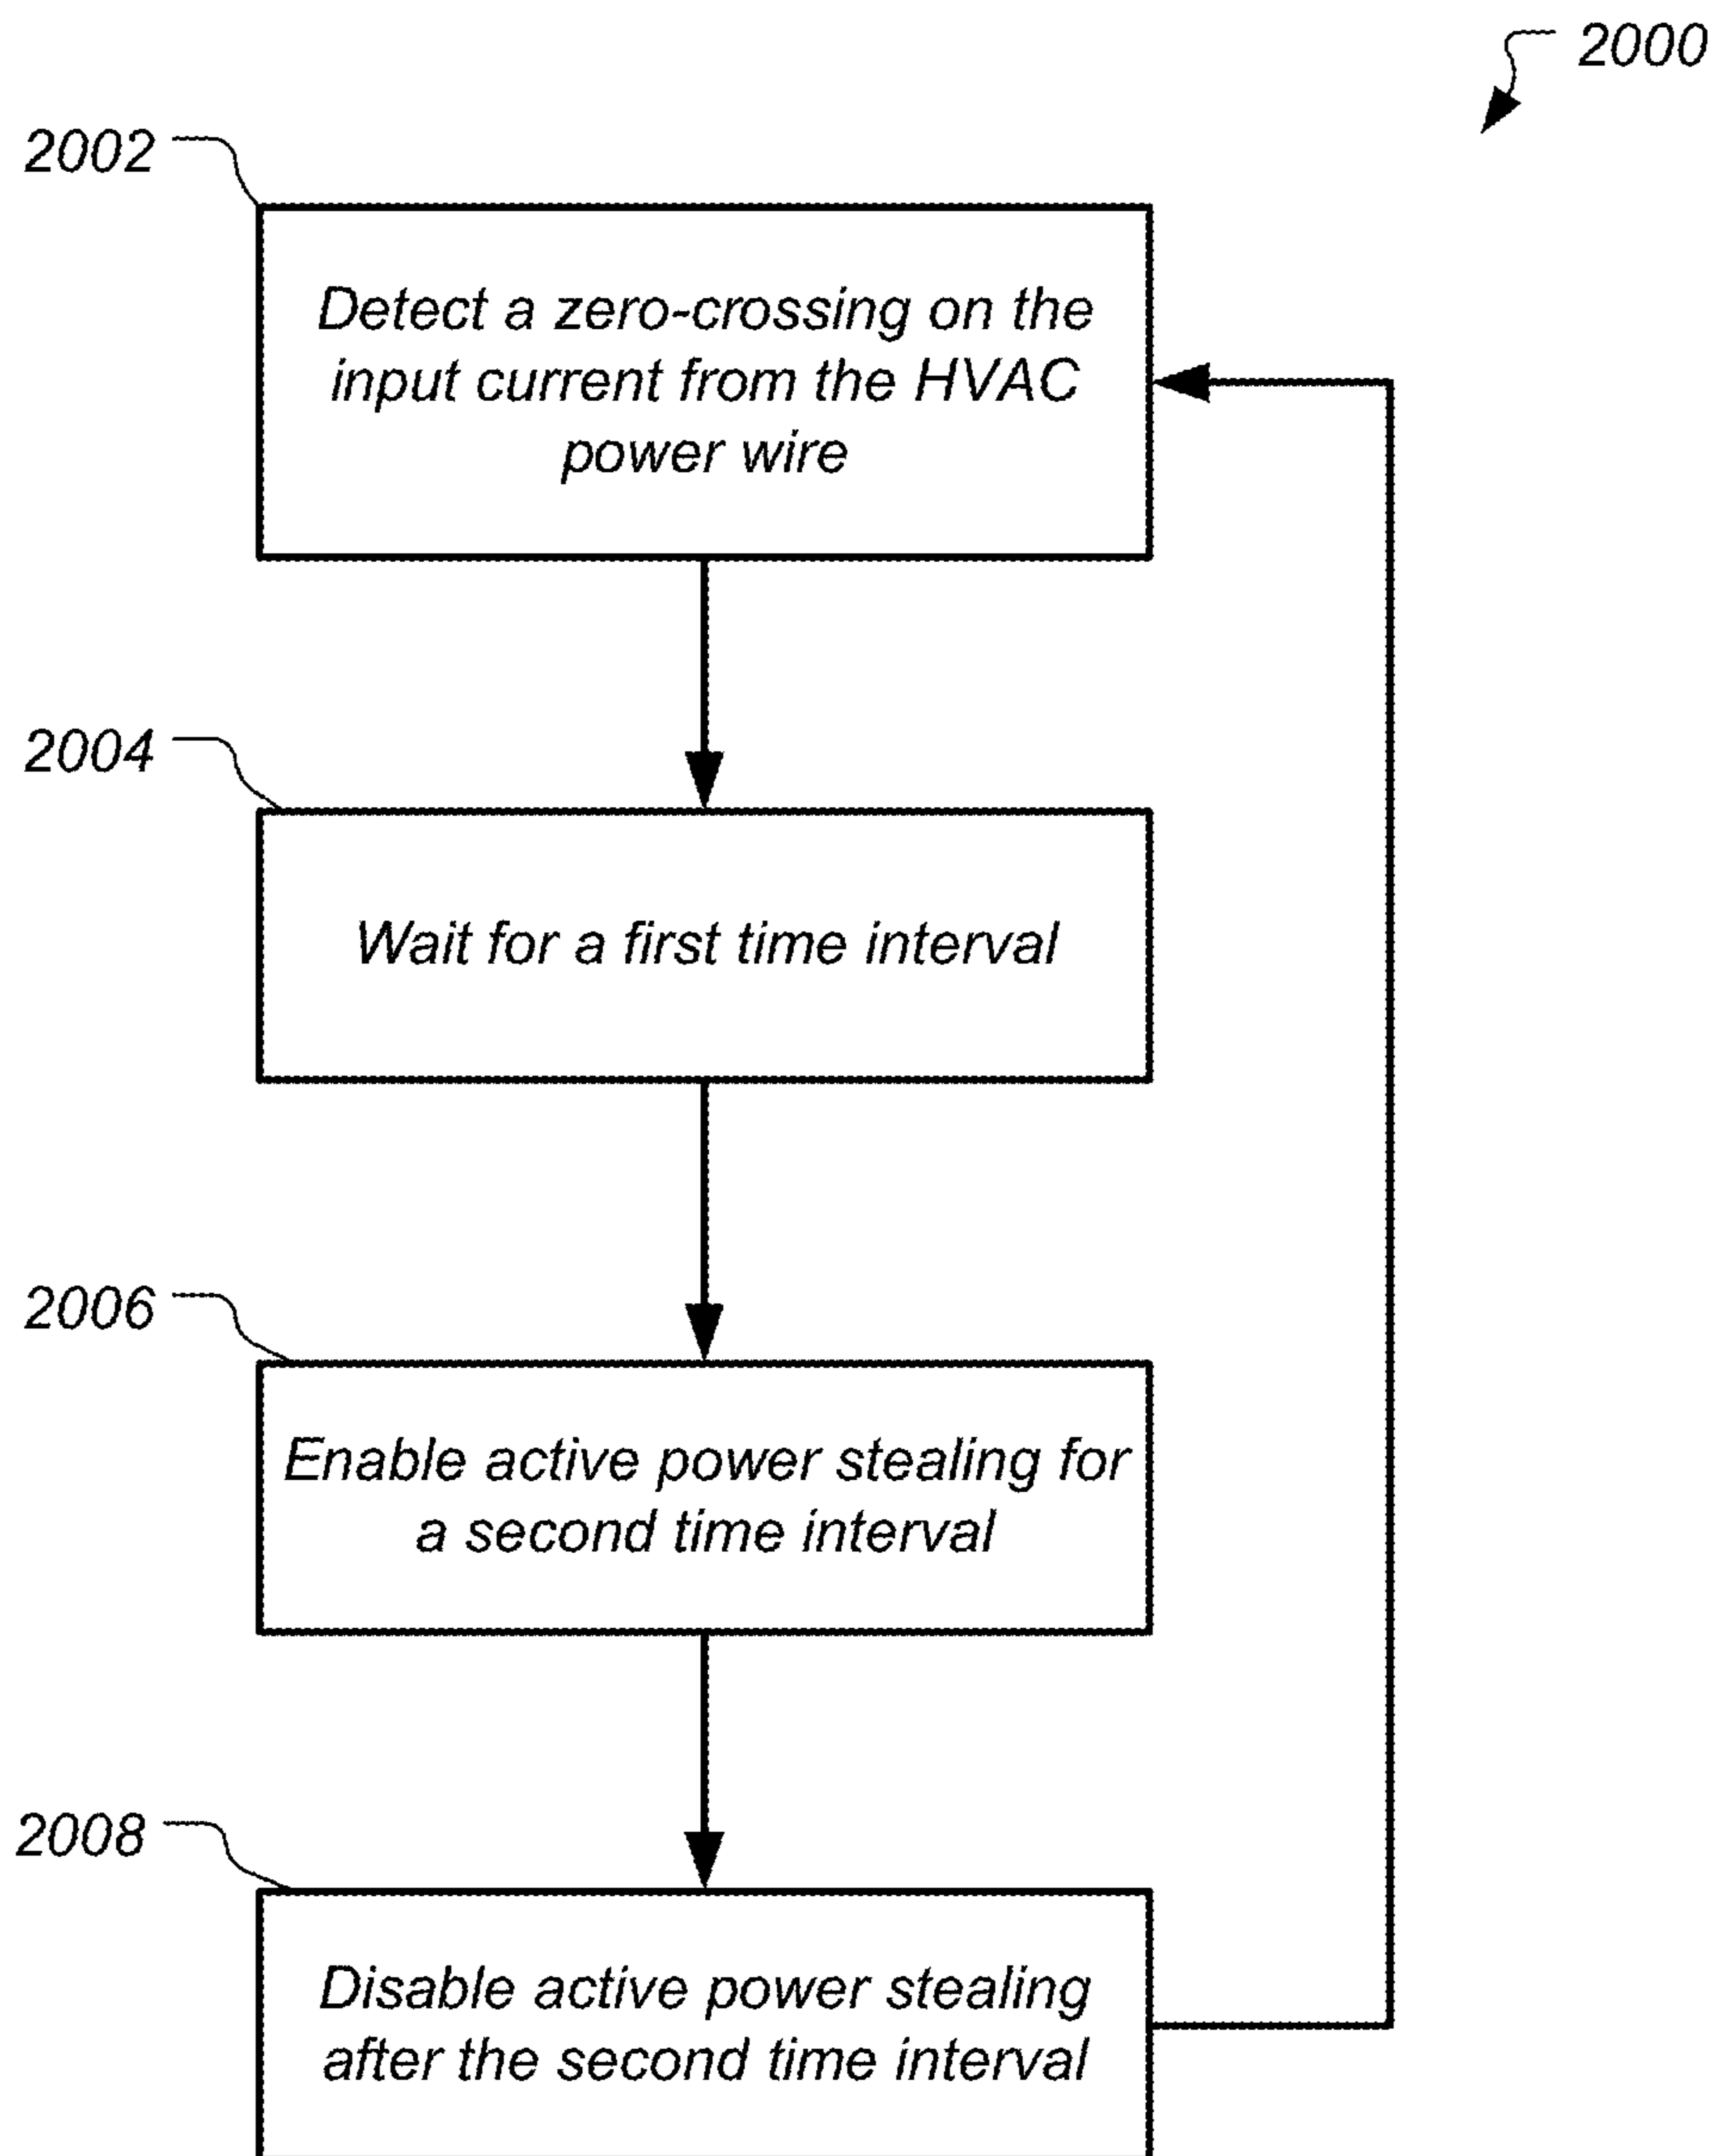 2000
2002
Detect a zero-crossing on the
input current from the HVAC
power wire
2004
Wait for a first time interval
2006
Enable active power stealing for
a second time interval
2008
Disable active power stealing
after the second time interval